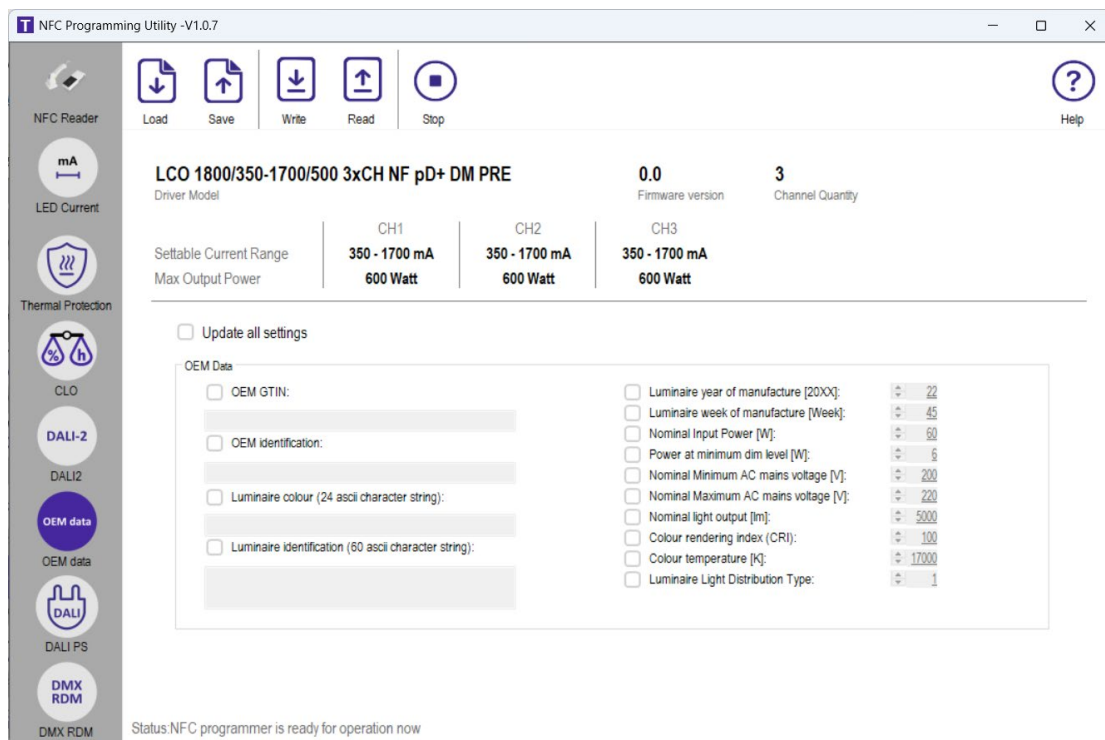 T NFC Programming Utility -V1.0.7
NFC Reader
mA
LED Current
Thermal Protection
% h
CLO
DALI-2
DALI2
OEM data
OEM data
DALI
DALI PS
DMX
RDM
DMX RDM
Load Save Write Read Stop ? Help
LCO 1800/350-1700/500 3xCH NF pD+ DM PRE 0.0 3
Driver Model Firmware version Channel Quantity
CH1 CH2 CH3
Settable Current Range 350 - 1700 mA 350 - 1700 mA 350 - 1700 mA
Max Output Power 600 Watt 600 Watt 600 Watt
Update all settings
OEM Data
OEM GTIN:
OEM identification:
Luminaire colour (24 ascii character string):
Luminaire identification (60 ascii character string):
Luminaire year of manufacture [20XX]: 22
Luminaire week of manufacture [Week]: 45
Nominal Input Power [W]: 60
Power at minimum dim level [W]: 6
Nominal Minimum AC mains voltage [V]: 200
Nominal Maximum AC mains voltage [V]: 220
Nominal light output [lm]: 5000
Colour rendering index (CRI): 100
Colour temperature [K]: 17000
Luminaire Light Distribution Type: 1
Status:NFC programmer is ready for operation now